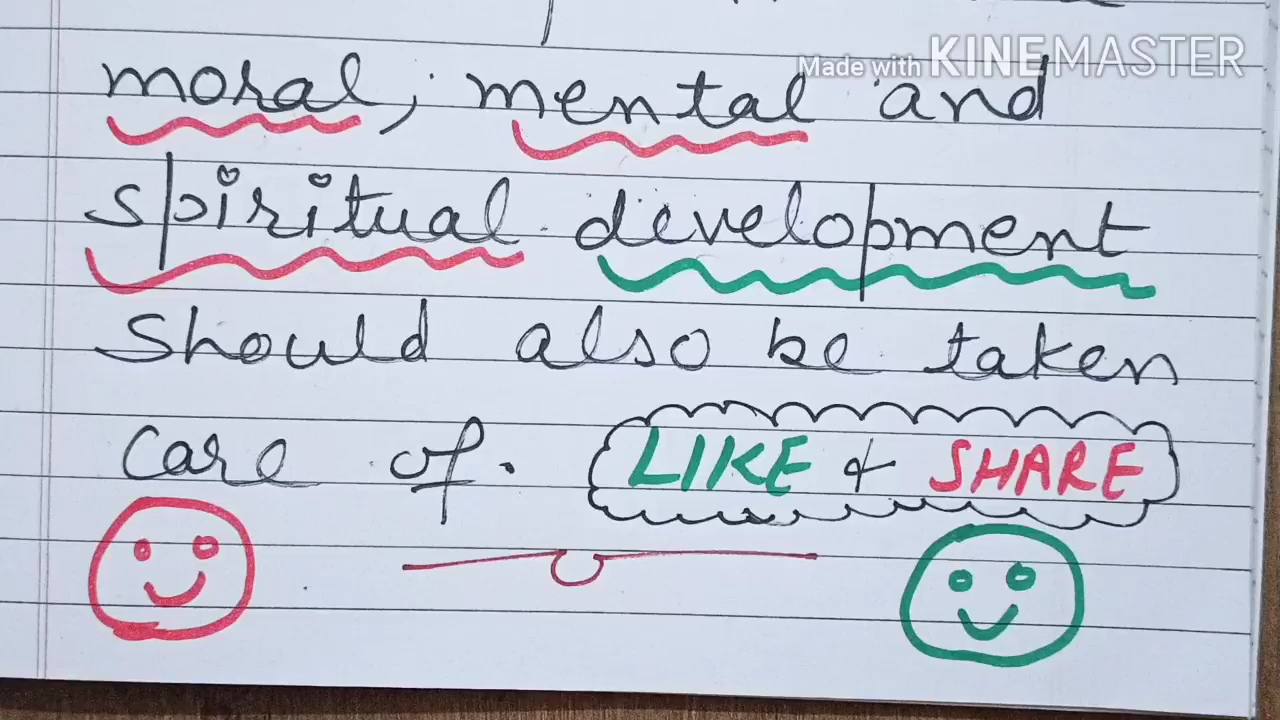 Made with KINEMASTER
moral, mental and
spiritual development
should also be taken
care of. LIKE & SHARE